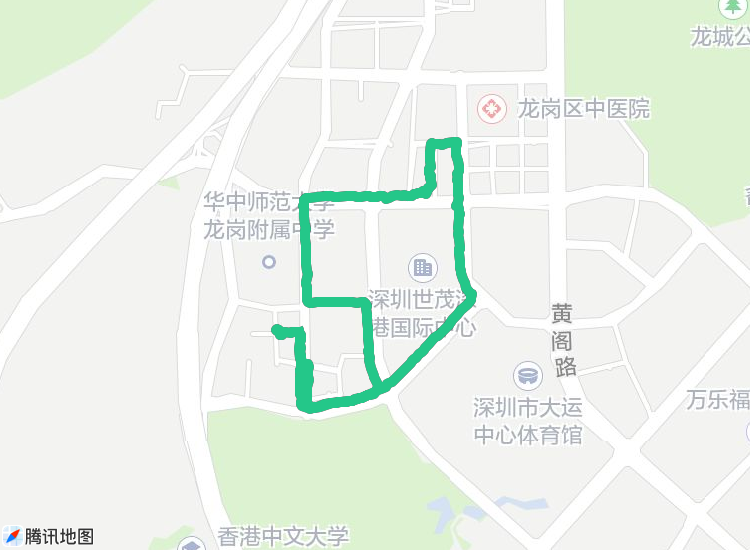 龙城公
龙岗区中医院
华中师范大学
龙岗附属中学
深圳世茂深
港国际中心
黄阁路
深圳市大运
中心体育馆
万乐福
香港中文大学
腾讯地图